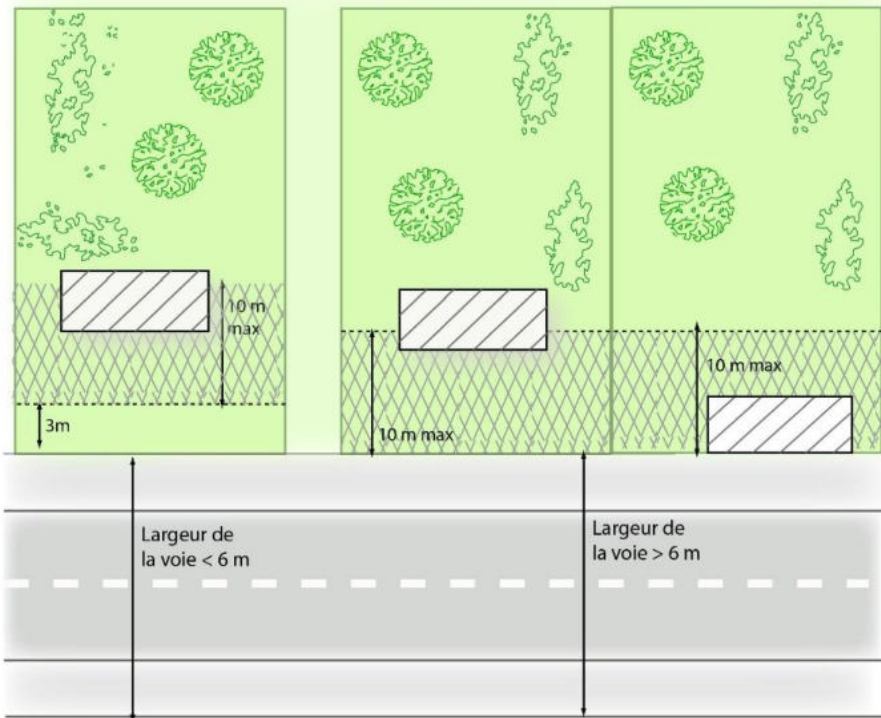 10 m
max
3m
10 m max
10 m max
Largeur de
la voie < 6 m
Largeur de
la voie > 6 m